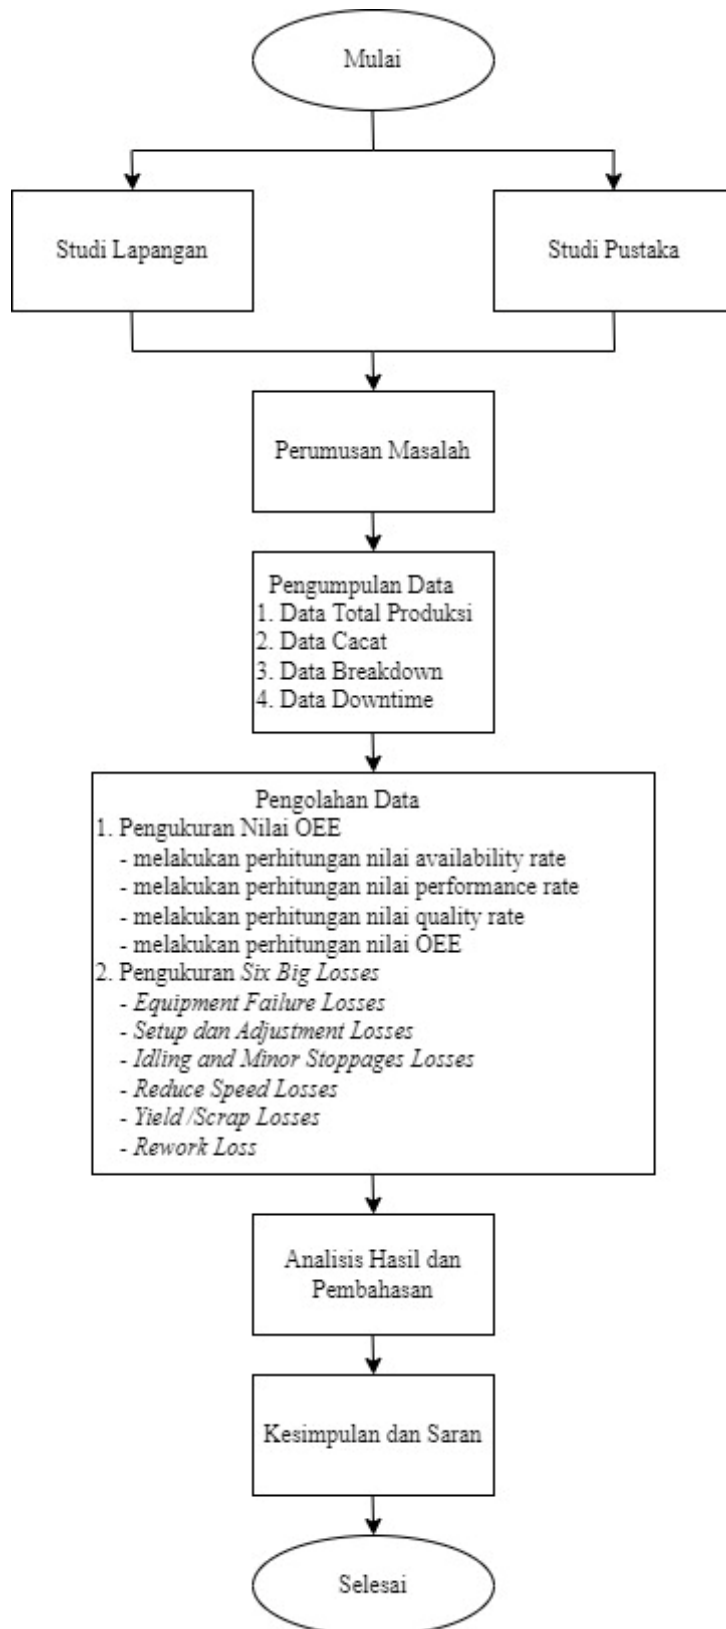 Mulai
Studi Lapangan
Studi Pustaka
Perumusan Masalah
Pengumpulan Data
1. Data Total Produksi
2. Data Cacat
3. Data Breakdown
4. Data Downtime
Pengolahan Data
1. Pengukuran Nilai OEE
- melakukan perhitungan nilai availability rate
- melakukan perhitungan nilai performance rate
- melakukan perhitungan nilai quality rate
- melakukan perhitungan nilai OEE
2. Pengukuran Six Big Losses
- Equipment Failure Losses
- Setup dan Adjustment Losses
- Idling and Minor Stoppages Losses
- Reduce Speed Losses
- Yield /Scrap Losses
- Rework Loss
Analisis Hasil dan
Pembahasan
Kesimpulan dan Saran
Selesai